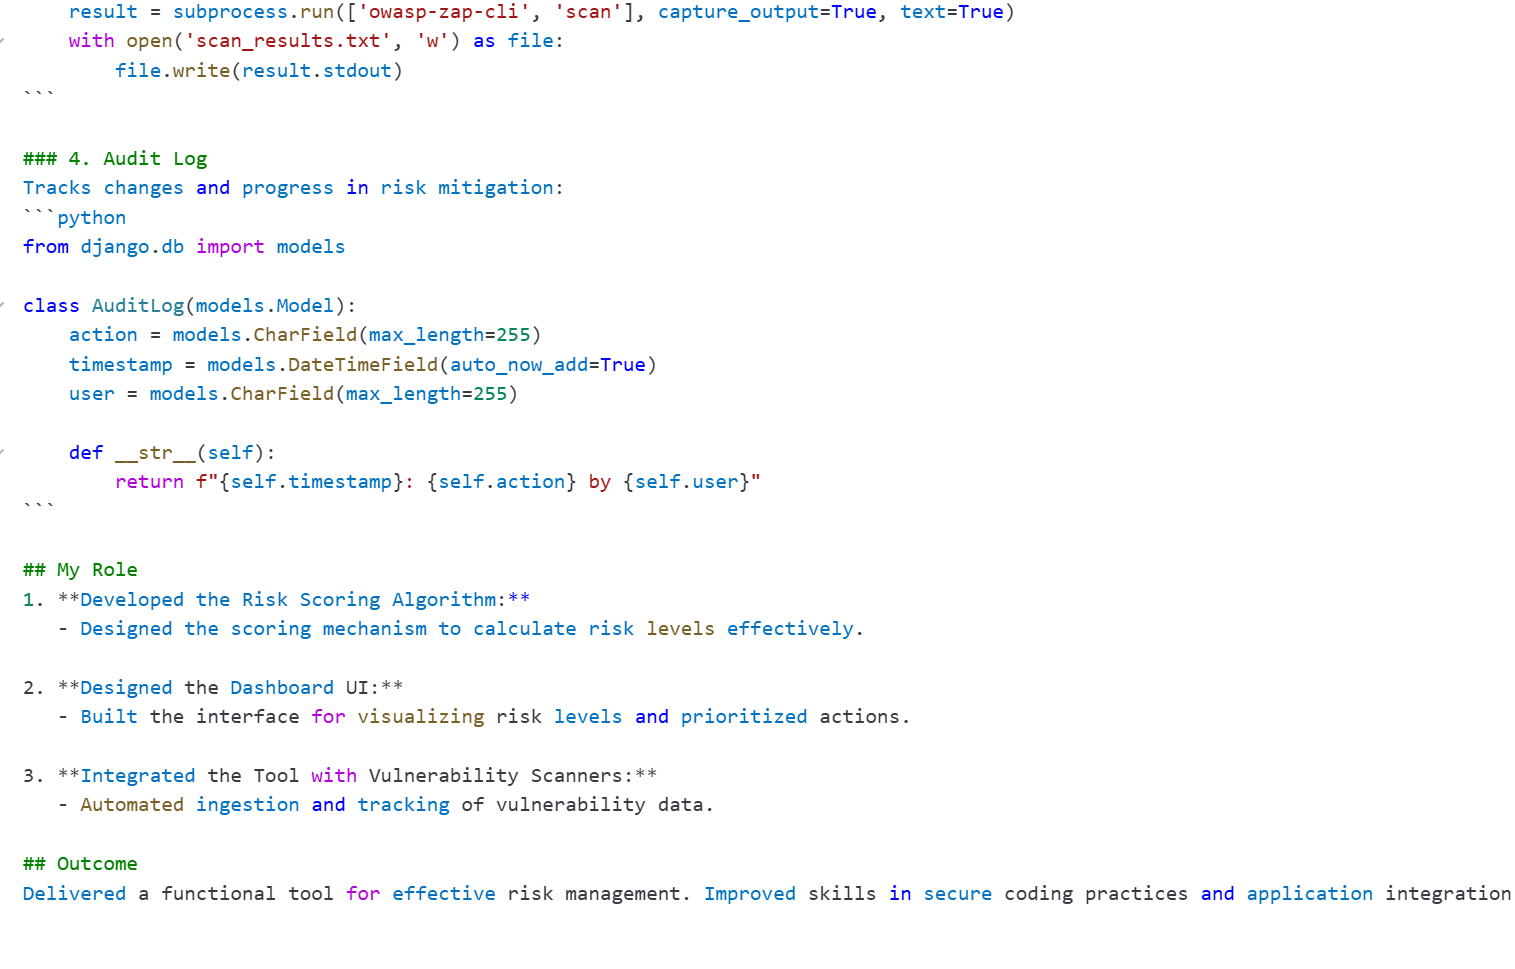 result = subprocess.run(['owasp-zap-cli', 'scan'], capture_output=True, text=True)
    with open('scan_results.txt', 'w') as file:
        file.write(result.stdout)
```
### 4. Audit Log
Tracks changes and progress in risk mitigation:
```python
from django.db import models
class AuditLog(models.Model):
    action = models.CharField(max_length=255)
    timestamp = models.DateTimeField(auto_now_add=True)
    user = models.CharField(max_length=255)
    def __str__(self):
        return f"{self.timestamp}: {self.action} by {self.user}"
```
## My Role
1. **Developed the Risk Scoring Algorithm:**
   - Designed the scoring mechanism to calculate risk levels effectively.
2. **Designed the Dashboard UI:**
   - Built the interface for visualizing risk levels and prioritized actions.
3. **Integrated the Tool with Vulnerability Scanners:**
   - Automated ingestion and tracking of vulnerability data.
## Outcome
Delivered a functional tool for effective risk management. Improved skills in secure coding practices and application integration